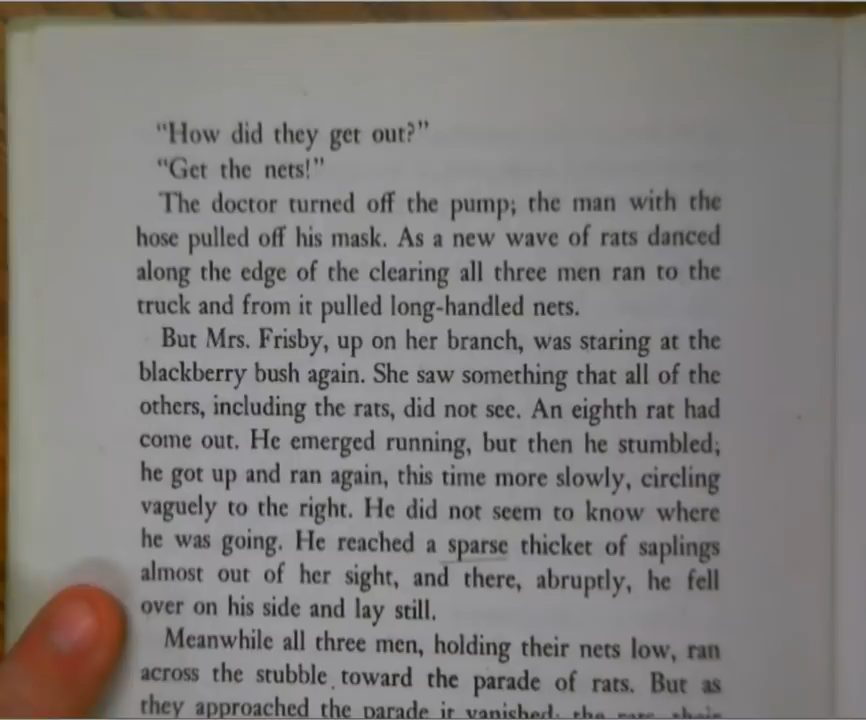 “How did they get out?”
“Get the nets!”
The doctor turned off the pump; the man with the
hose pulled off his mask. As a new wave of rats danced
along the edge of the clearing all three men ran to the
truck and from it pulled long-handled nets.
But Mrs. Frisby, up on her branch, was staring at the
blackberry bush again. She saw something that all of the
others, including the rats, did not see. An eighth rat had
come out. He emerged running, but then he stumbled;
he got up and ran again, this time more slowly, circling
vaguely to the right. He did not seem to know where
he was going. He reached a sparse thicket of saplings
almost out of her sight, and there, abruptly, he fell
over on his side and lay still.
Meanwhile all three men, holding their nets low, ran
across the stubble toward the parade of rats. But as
they approached the parade it vanished; the rats